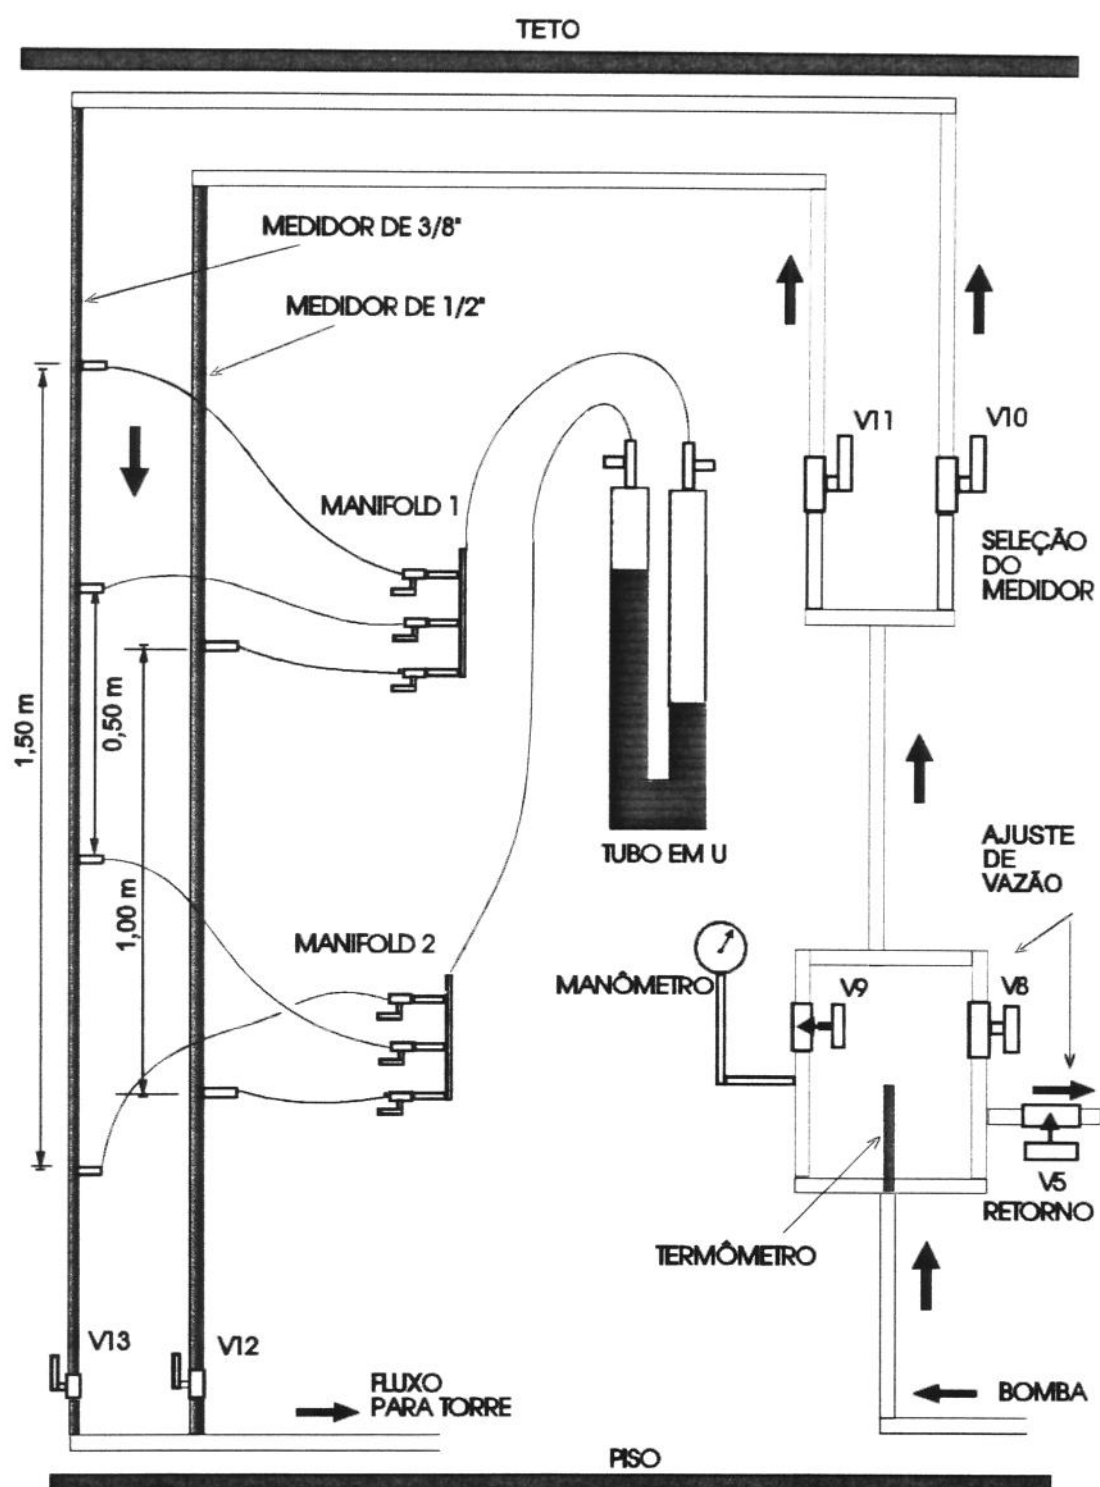 TETO
MEDIDOR DE 3/8"
MEDIDOR DE 1/2"
V11
V10
MANIFOLD 1
SELEÇÃO
DO
MEDIDOR
1,50 m
0,50 m
1,00 m
TUBO EM U
AJUSTE
DE
VAZÃO
MANIFOLD 2
MANÔMETRO
V9
V8
V5
RETORNO
TERMÔMETRO
V13
V12
FLUXO
PARA TORRE
BOMBA
PISO